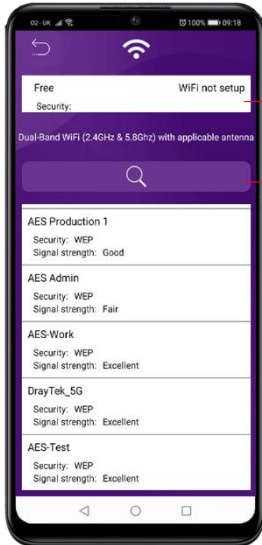 02-UK 100% 09:18
Free WiFi not setup
Security:
Dual-Band WiFi (2.4GHz & 5.8Ghz) with applicable antenna
AES Production 1
Security: WEP
Signal strength: Good
AES Admin
Security: WEP
Signal strength: Fair
AES-Work
Security: WEP
Signal strength: Excellent
DrayTek_5G
Security: WEP
Signal strength: Excellent
AES-Test
Security: WEP
Signal strength: Excellent